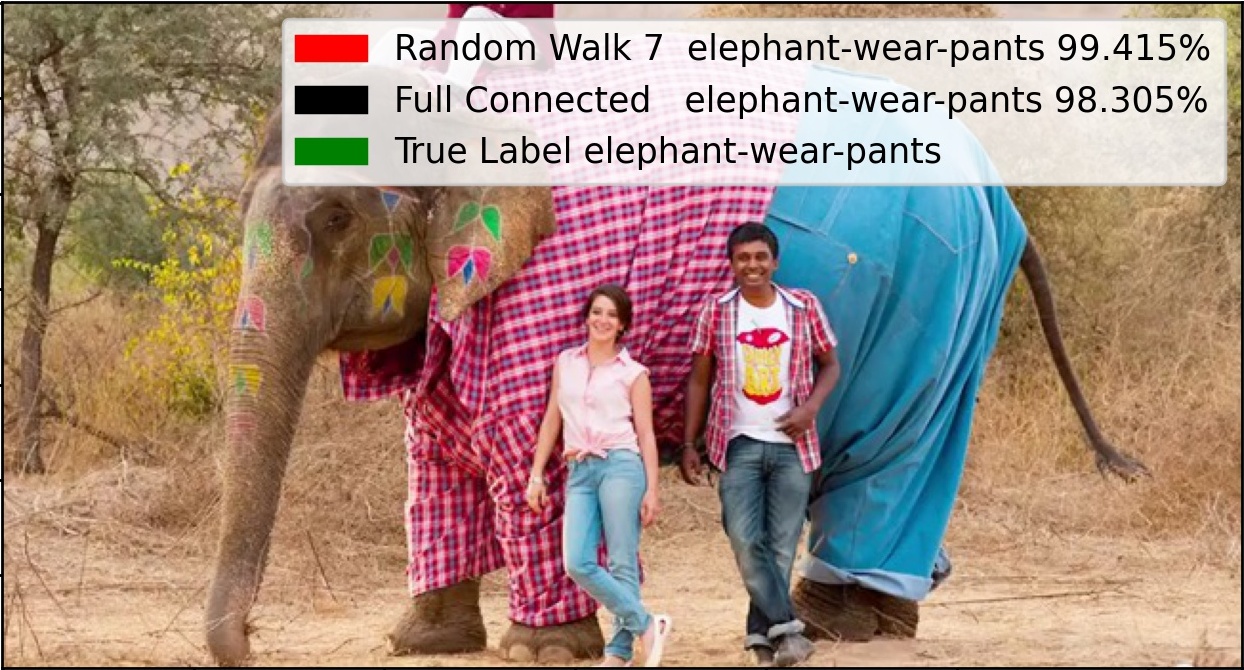 Random Walk 7 elephant-wear-pants 99.415%
Full Connected elephant-wear-pants 98.305%
True Label elephant-wear-pants